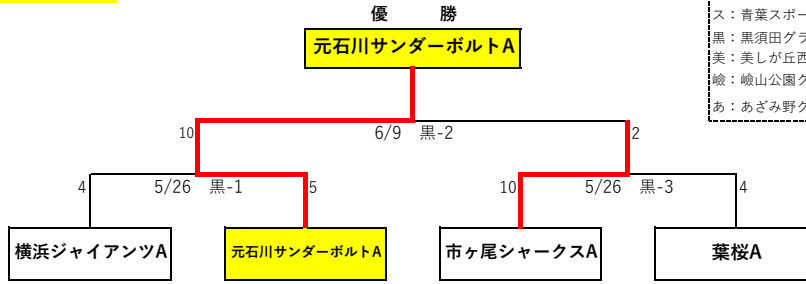 優 勝
元石川サンダーボルトA
ス：青葉スポー
黒：黒須田グラ
美：美しが丘西
嶮：嶮山公園ク
あ：あざみ野ク
10 6/9 黒-2 2
4 5/26 黒-1 5 10 5/26 黒-3 4
横浜ジャイアンツA 元石川サンダーボルトA 市ヶ尾シャークスA 葉桜A